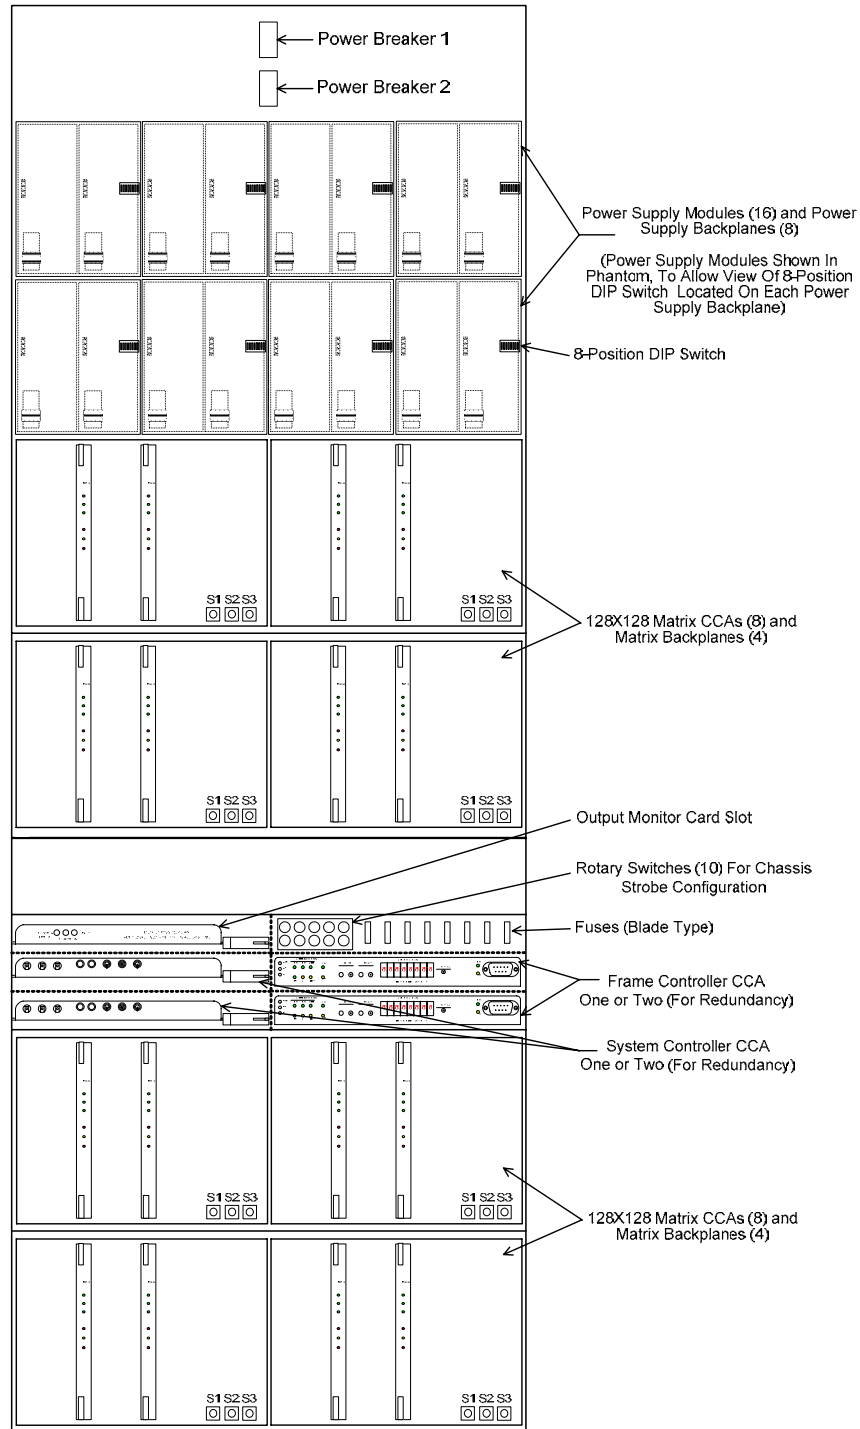 Power Breaker 1
Power Breaker 2
Power Supply Modules (16) and Power
Supply Backplanes (8)
(Power Supply Modules Shown In
Phantom, To Allow View Of 8-Position
DIP Switch Located On Each Power
Supply Backplane)
8-Position DIP Switch
S1 S2 S3
S1 S2 S3
128X128 Matrix CCAs (8) and
Matrix Backplanes (4)
S1 S2 S3
S1 S2 S3
Output Monitor Card Slot
Rotary Switches (10) For Chassis
Strobe Configuration
Fuses (Blade Type)
Frame Controller CCA
One or Two (For Redundancy)
System Controller CCA
One or Two (For Redundancy)
S1 S2 S3
S1 S2 S3
128X128 Matrix CCAs (8) and
Matrix Backplanes (4)
S1 S2 S3
S1 S2 S3